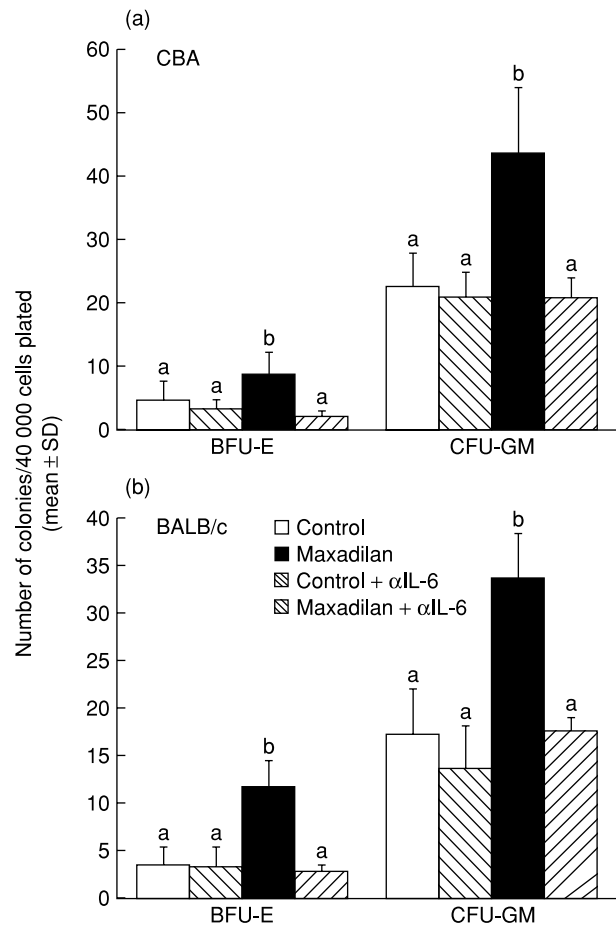 (a)
CBA
60
50
40
30
20
10
0
a
a
b
a
a
a
b
a
BFU-E
CFU-GM
Number of colonies/40 000 cells plated
(mean ± SD)
(b)
BALB/c
Control
Maxadilan
Control + αIL-6
Maxadilan + αIL-6
40
35
30
25
20
15
10
5
0
a
a
b
a
a
a
b
a
BFU-E
CFU-GM